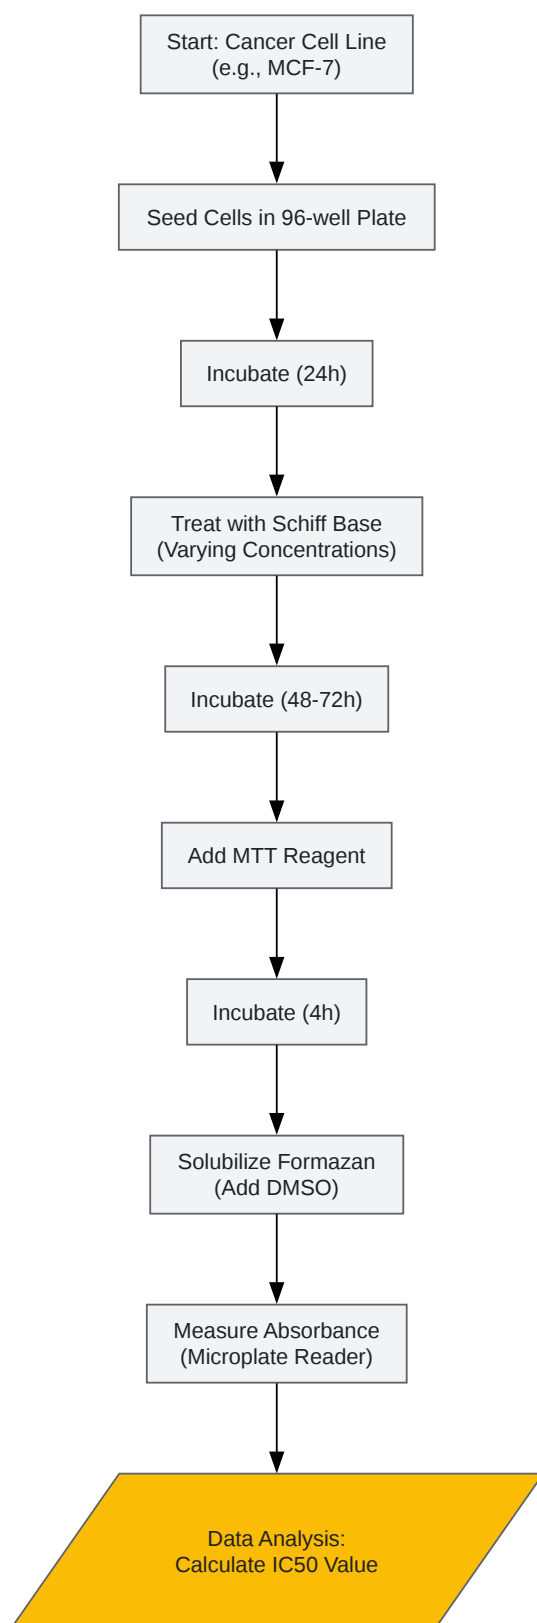 Start: Cancer Cell Line
(e.g., MCF-7)
Seed Cells in 96-well Plate
Incubate (24h)
Treat with Schiff Base
(Varying Concentrations)
Incubate (48-72h)
Add MTT Reagent
Incubate (4h)
Solubilize Formazan
(Add DMSO)
Measure Absorbance
(Microplate Reader)
Data Analysis:
Calculate IC50 Value